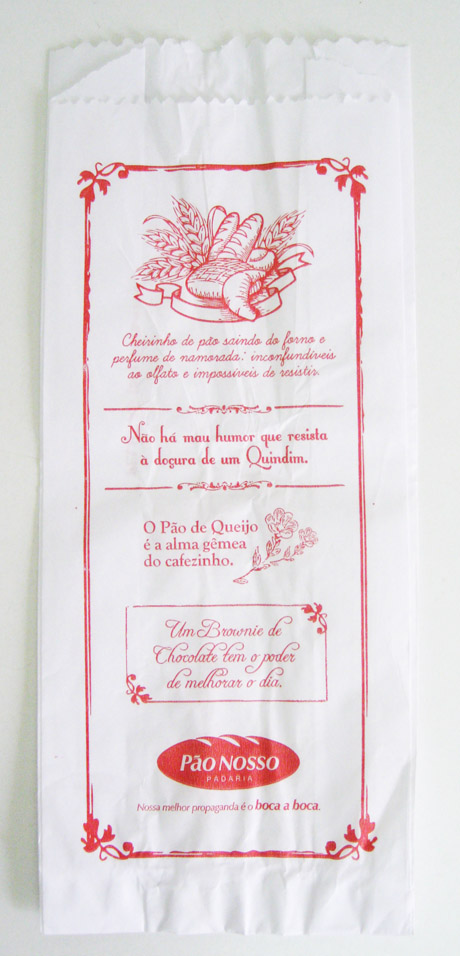 Cheirinho de pão saindo do forno e
perfume de namorada: inconfundíveis
ao olfato e impossíveis de resistir.
Não há mau humor que resista
à doçura de um Quindim.
O Pão de Queijo
é a alma gêmea
do cafezinho.
Um Brownie de
Chocolate tem o poder
de melhorar o dia.
Pão Nosso
PADARIA
Nossa melhor propaganda é o boca a boca.